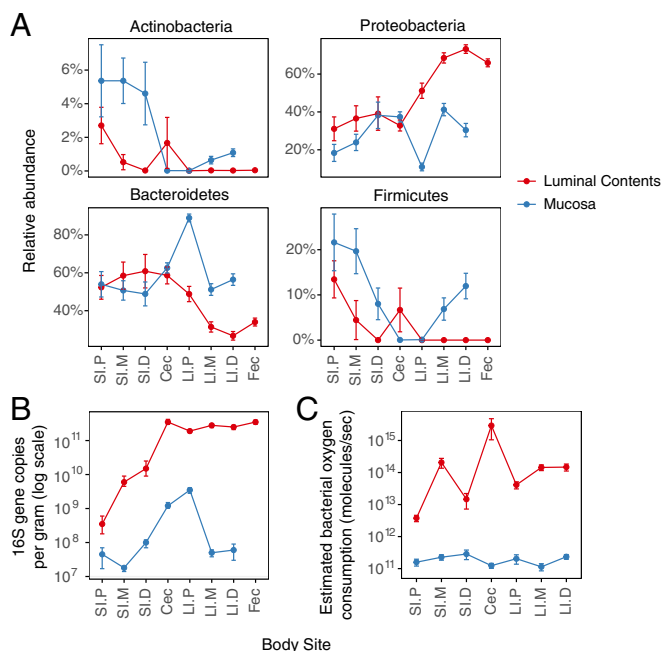 A
Actinobacteria
Proteobacteria
6%
4%
2%
0%
60%
40%
20%
Luminal Contents
Mucosa
Relative abundance
Bacteroidetes
Firmicutes
80%
60%
40%
20%
10%
0%
SI.P
SI.M
SI.D
Cec
LI.P
LI.M
LI.D
Fec
SI.P
SI.M
SI.D
Cec
LI.P
LI.M
LI.D
Fec
B
16S gene copies
per gram (log scale)
10¹¹
10¹⁰
10⁹
10⁸
10⁷
SI.P
SI.M
SI.D
Cec
LI.P
LI.M
LI.D
Fec
C
Estimated bacterial oxygen
consumption (molecules/sec)
10¹⁵
10¹⁴
10¹³
10¹²
10¹¹
SI.P
SI.M
SI.D
Cec
LI.P
LI.M
LI.D
Body Site